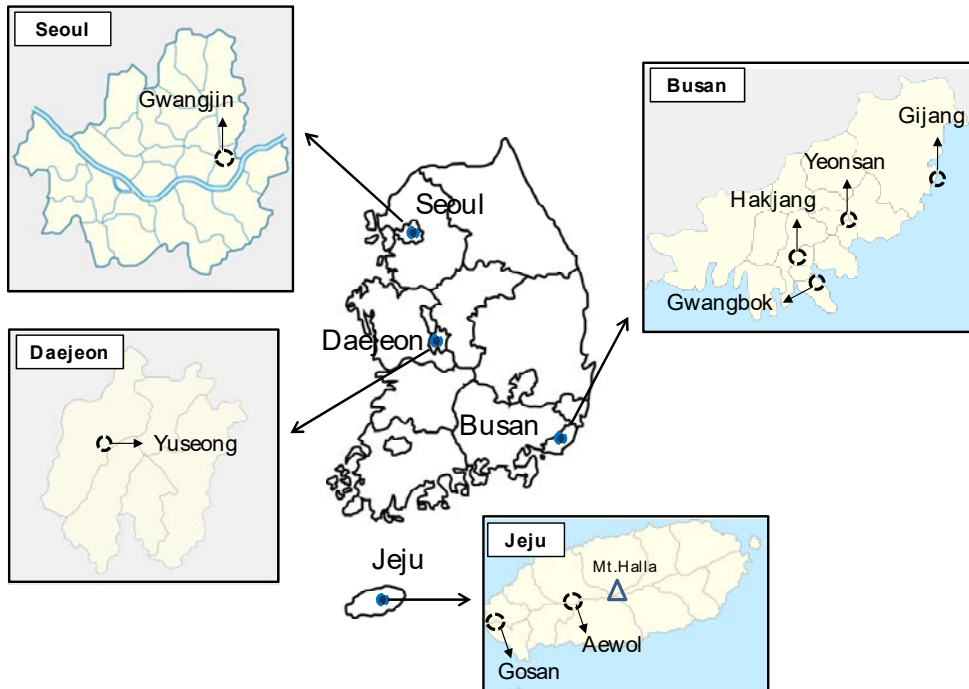 Seoul
Gwangjin
Busan
Gijang
Yeonsan
Hakjang
Gwangbok
Seoul
Daejeon
Busan
Jeju
Daejeon
Yuseong
Jeju
Mt.Halla
Aewol
Gosan